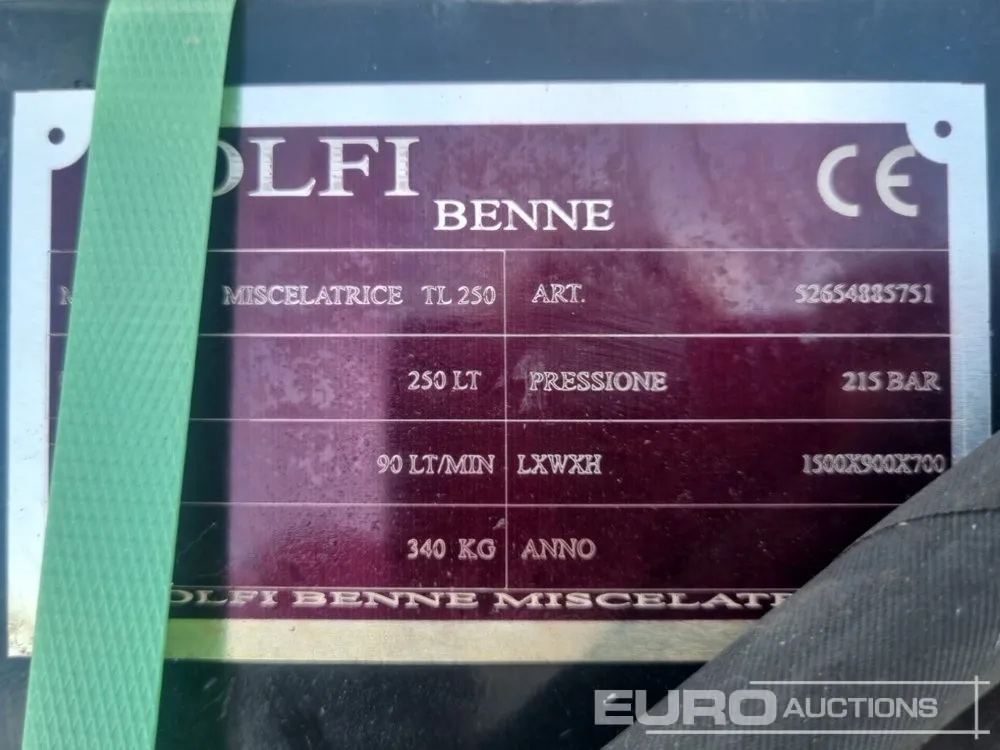 OLFI
BENNE
CE
MISCELATRICE TL 250 ART. 52654885751
250 LT PRESSIONE 215 BAR
90 LT/MIN LXWXH 1500X900X700
340 KG ANNO
OLFI BENNE MISCELATR
EURO AUCTIONS